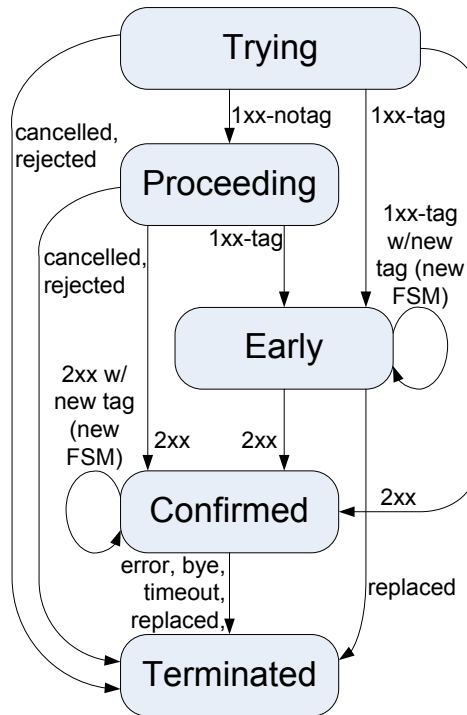 Trying
1xx-notag
1xx-tag
cancelled,
rejected
Proceeding
1xx-tag
1xx-tag
w/new
tag (new
FSM)
cancelled,
rejected
Early
2xx w/
new tag
(new
FSM)
2xx
2xx
2xx
Confirmed
error, bye,
timeout,
replaced,
replaced
Terminated